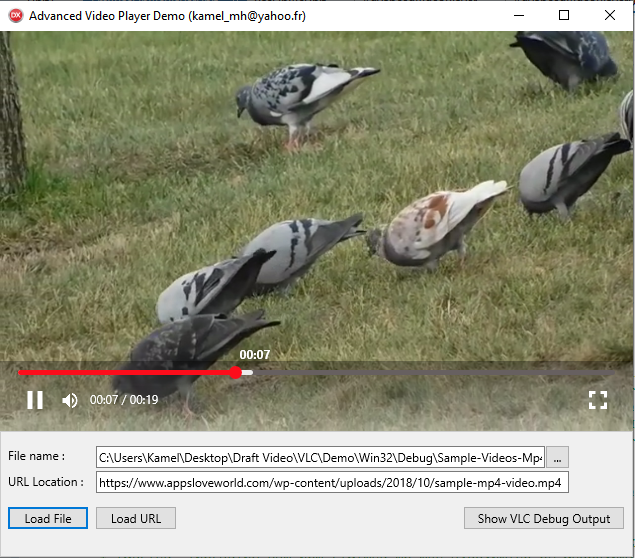 DX Advanced Video Player Demo (kamel_mh@yahoo.fr)
00:07
00:07 / 00:19
File name : C:\Users\Kamel\Desktop\Draft Video\VLC\Demo\Win32\Debug\Sample-Videos-Mp4 ...
URL Location : https://www.appsloveworld.com/wp-content/uploads/2018/10/sample-mp4-video.mp4
Load File Load URL Show VLC Debug Output